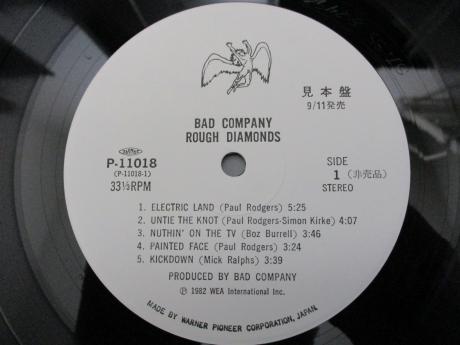 見本盤
9/11発売
BAD COMPANY
ROUGH DIAMONDS
P-11018
(P-11018-1)
33⅓RPM
SIDE
1 (非売品)
STEREO
1. ELECTRIC LAND (Paul Rodgers) 5:25
2. UNTIE THE KNOT (Paul Rodgers-Simon Kirke) 4:07
3. NUTHIN' ON THE TV (Boz Burrell) 3:46
4. PAINTED FACE (Paul Rodgers) 3:24
5. KICKDOWN (Mick Ralphs) 3:39
PRODUCED BY BAD COMPANY
Ⓟ 1982 WEA International Inc.
MADE BY WARNER PIONEER CORPORATION, JAPAN.